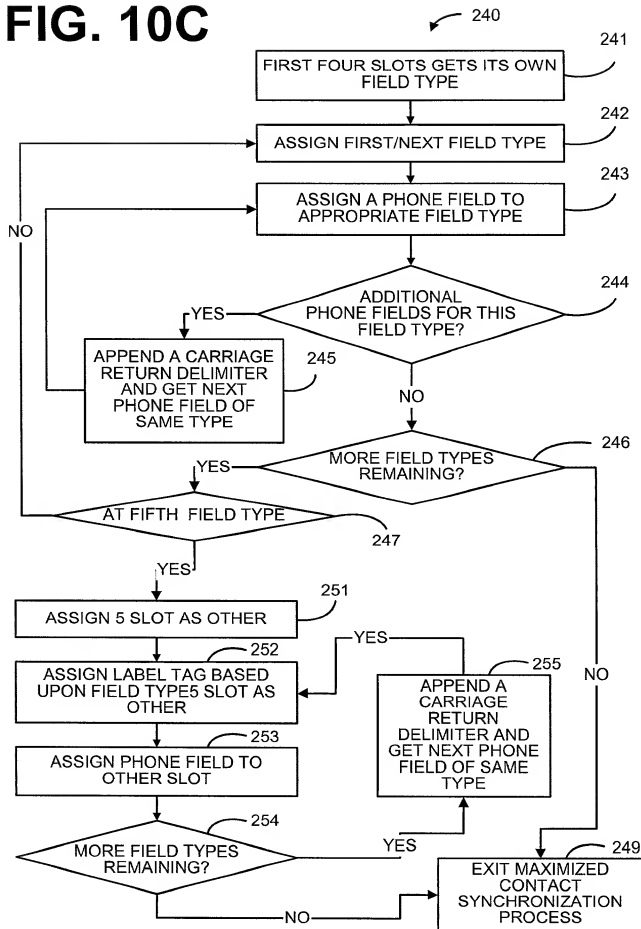 FIG. 10C
240
FIRST FOUR SLOTS GETS ITS OWN
FIELD TYPE
241
ASSIGN FIRST/NEXT FIELD TYPE
242
ASSIGN A PHONE FIELD TO
APPROPRIATE FIELD TYPE
243
NO
ADDITIONAL
PHONE FIELDS FOR THIS
FIELD TYPE?
244
YES
APPEND A CARRIAGE
RETURN DELIMITER
AND GET NEXT
PHONE FIELD OF
SAME TYPE
245
NO
MORE FIELD TYPES
REMAINING?
246
YES
AT FIFTH FIELD TYPE
247
YES
ASSIGN 5 SLOT AS OTHER
251
252
ASSIGN LABEL TAG BASED
UPON FIELD TYPE5 SLOT AS
OTHER
YES
255
APPEND A
CARRIAGE
RETURN
DELIMITER AND
GET NEXT PHONE
FIELD OF SAME
TYPE
NO
253
ASSIGN PHONE FIELD TO
OTHER SLOT
254
MORE FIELD TYPES
REMAINING?
YES
NO
249
EXIT MAXIMIZED
CONTACT
SYNCHRONIZATION
PROCESS